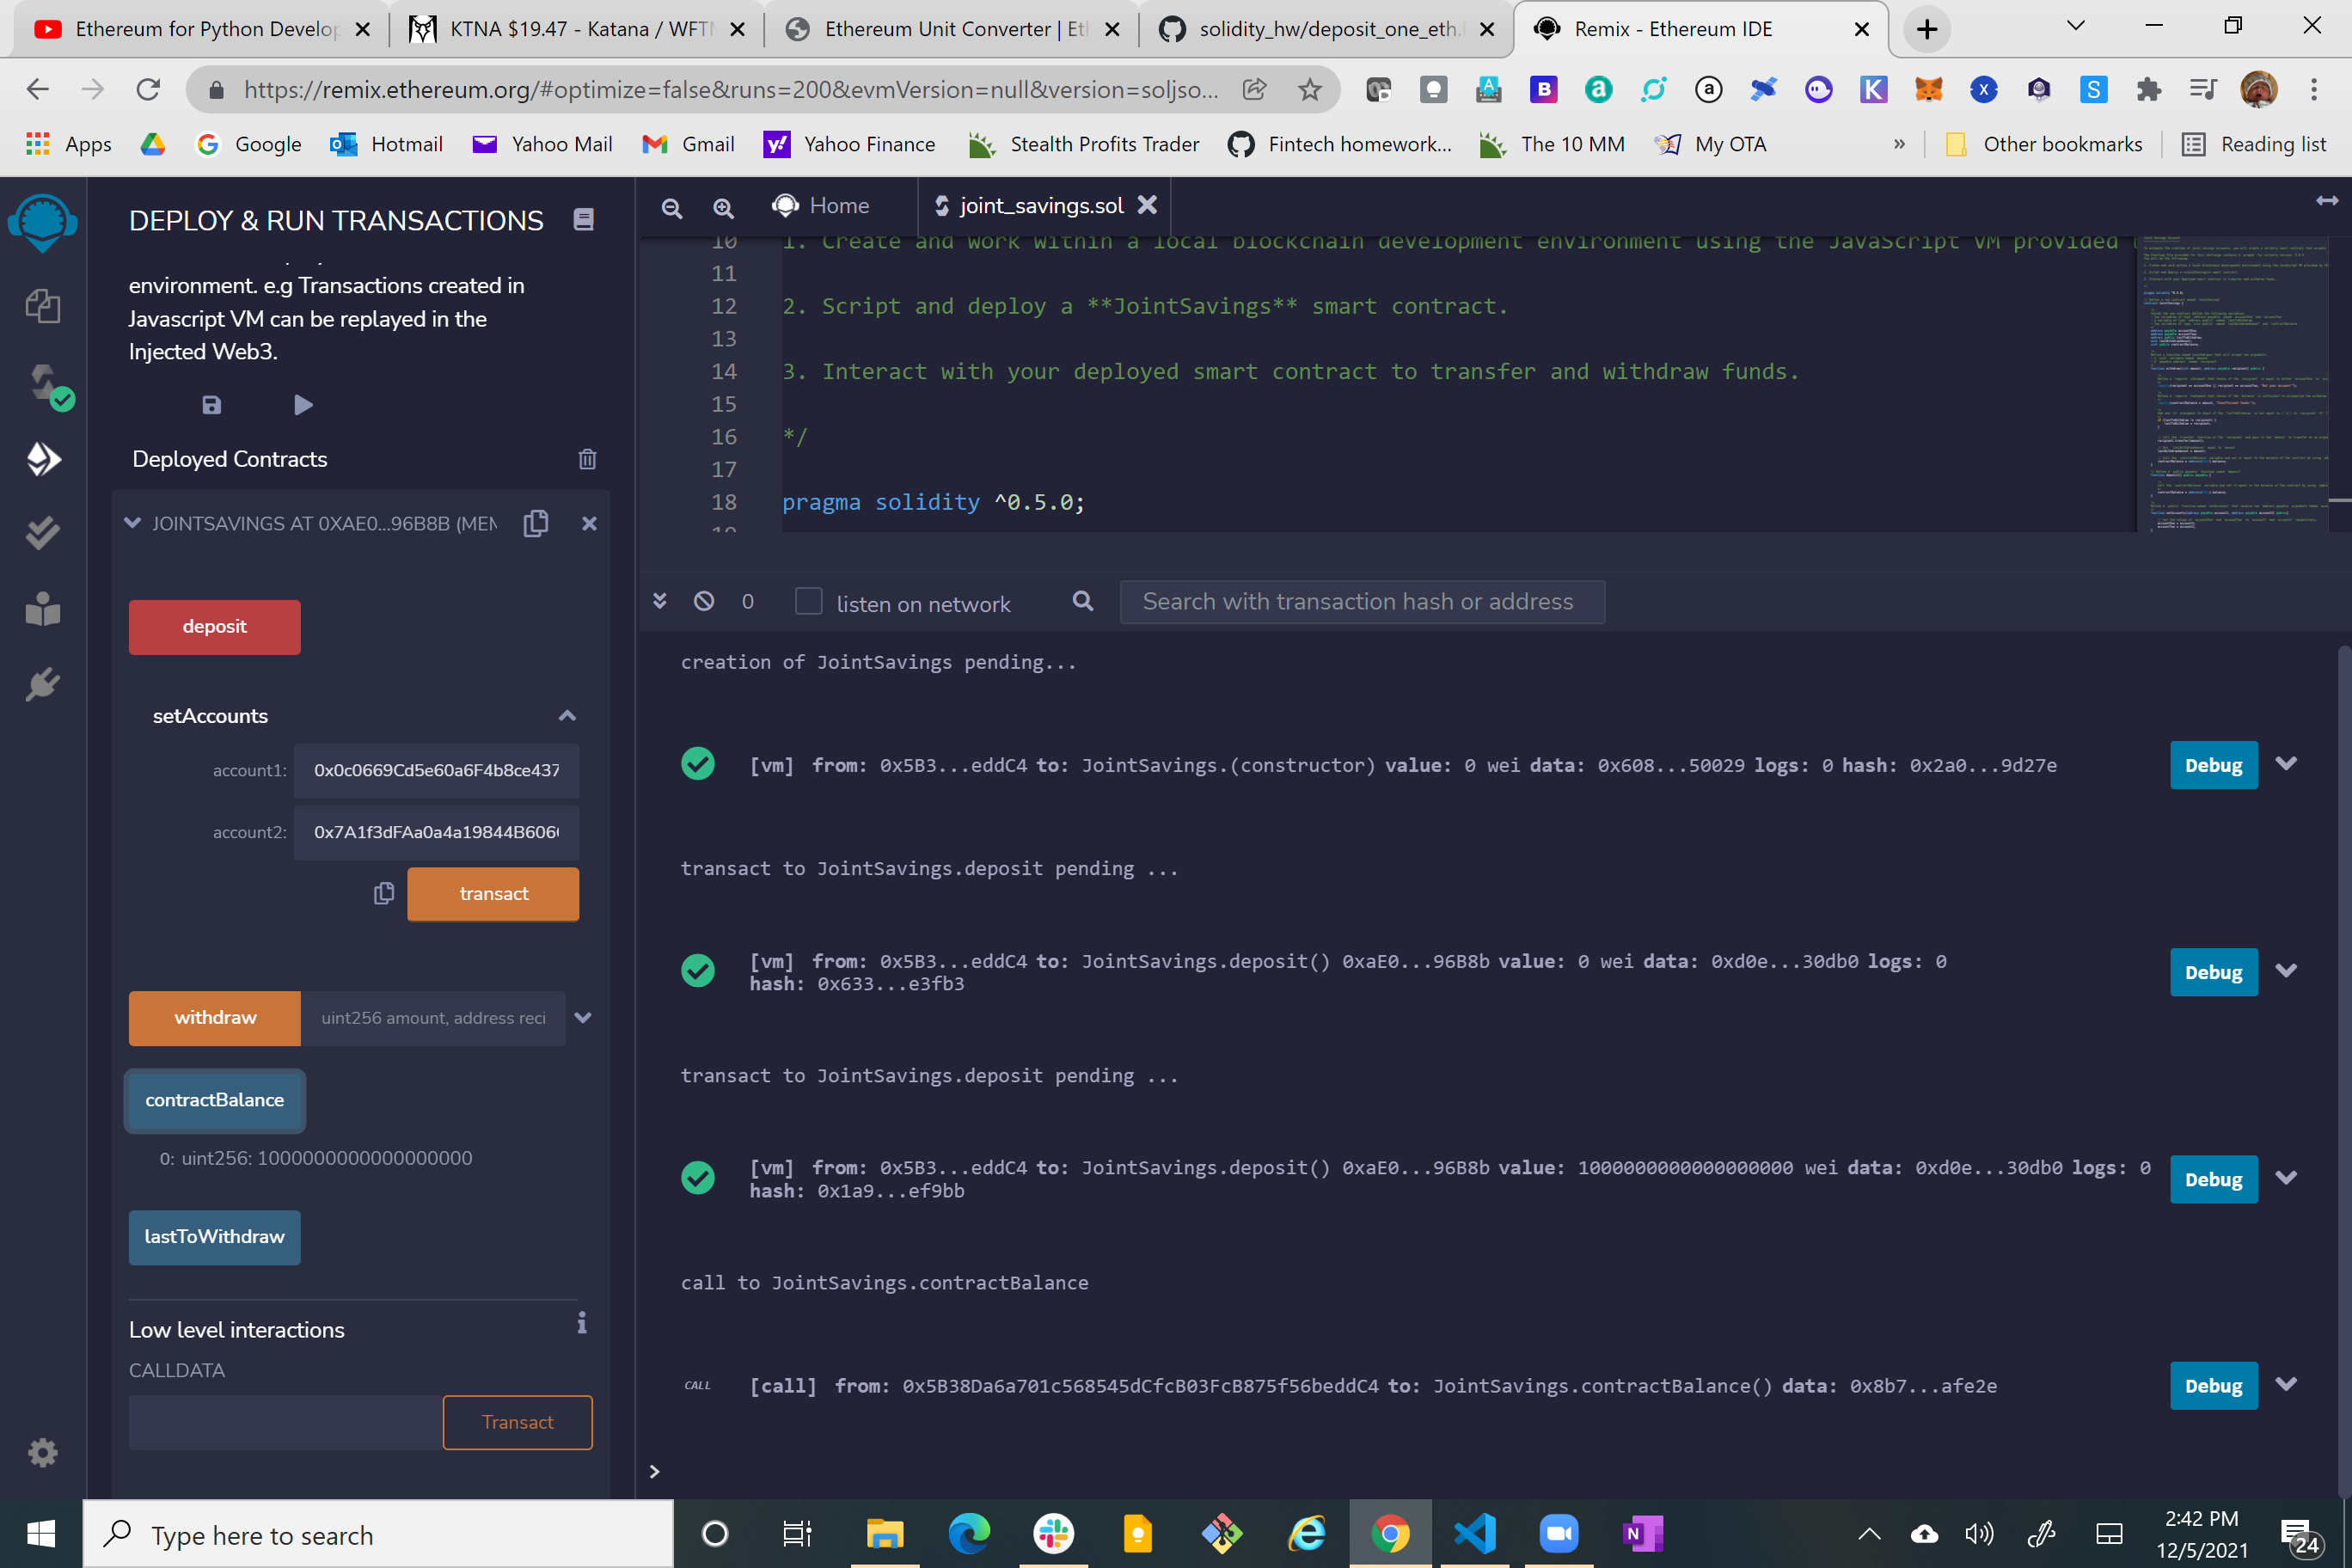 Ethereum for Python Develop
KTNA $19.47 - Katana / WFTM
Ethereum Unit Converter | Eth
solidity_hw/deposit_one_eth.
Remix - Ethereum IDE
https://remix.ethereum.org/#optimize=false&runs=200&evmVersion=null&version=soljso...
Apps
Google
Hotmail
Yahoo Mail
Gmail
Yahoo Finance
Stealth Profits Trader
Fintech homework...
The 10 MM
My OTA
»
Other bookmarks
Reading list
DEPLOY & RUN TRANSACTIONS
environment. e.g Transactions created in
Javascript VM can be replayed in the
Injected Web3.
Deployed Contracts
JOINTSAVINGS AT 0XAE0...96B8B (MEM
deposit
setAccounts
account1: 0x0c0669Cd5e60a6F4b8ce437
account2: 0x7A1f3dFAa0a4a19844B606
transact
withdraw uint256 amount, address reci
contractBalance
0: uint256: 1000000000000000000
lastToWithdraw
Low level interactions
CALLDATA
Transact
Home
joint_savings.sol
10 1. Create and work within a local blockchain development environment using the JavaScript VM provided
11
12 2. Script and deploy a **JointSavings** smart contract.
13
14 3. Interact with your deployed smart contract to transfer and withdraw funds.
15
16 */
17
18 pragma solidity ^0.5.0;
19
0
listen on network
Search with transaction hash or address
creation of JointSavings pending...
[vm] from: 0x5B3...eddC4 to: JointSavings.(constructor) value: 0 wei data: 0x608...50029 logs: 0 hash: 0x2a0...9d27e
Debug
transact to JointSavings.deposit pending ...
[vm] from: 0x5B3...eddC4 to: JointSavings.deposit() 0xaE0...96B8b value: 0 wei data: 0xd0e...30db0 logs: 0
hash: 0x633...e3fb3
Debug
transact to JointSavings.deposit pending ...
[vm] from: 0x5B3...eddC4 to: JointSavings.deposit() 0xaE0...96B8b value: 1000000000000000000 wei data: 0xd0e...30db0 logs: 0
hash: 0x1a9...ef9bb
Debug
call to JointSavings.contractBalance
CALL [call] from: 0x5B38Da6a701c568545dCfcB03FcB875f56beddC4 to: JointSavings.contractBalance() data: 0x8b7...afe2e
Debug
>
Type here to search
2:42 PM
12/5/2021
24